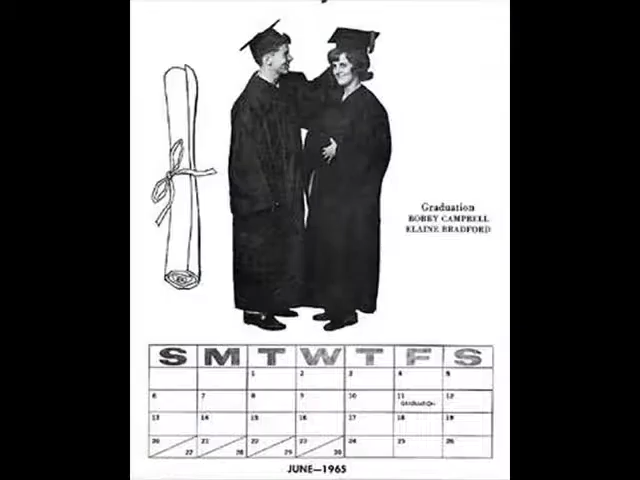 Graduation
BOBBY CAMPBELL
ELAINE BRADFORD
S M T W T F S
1 2 3 4 5
6 7 8 9 10 11 12
GRADUATION
13 14 15 16 17 18 19
20 21 22 23 24 25 26
27 28 29 30
JUNE—1965